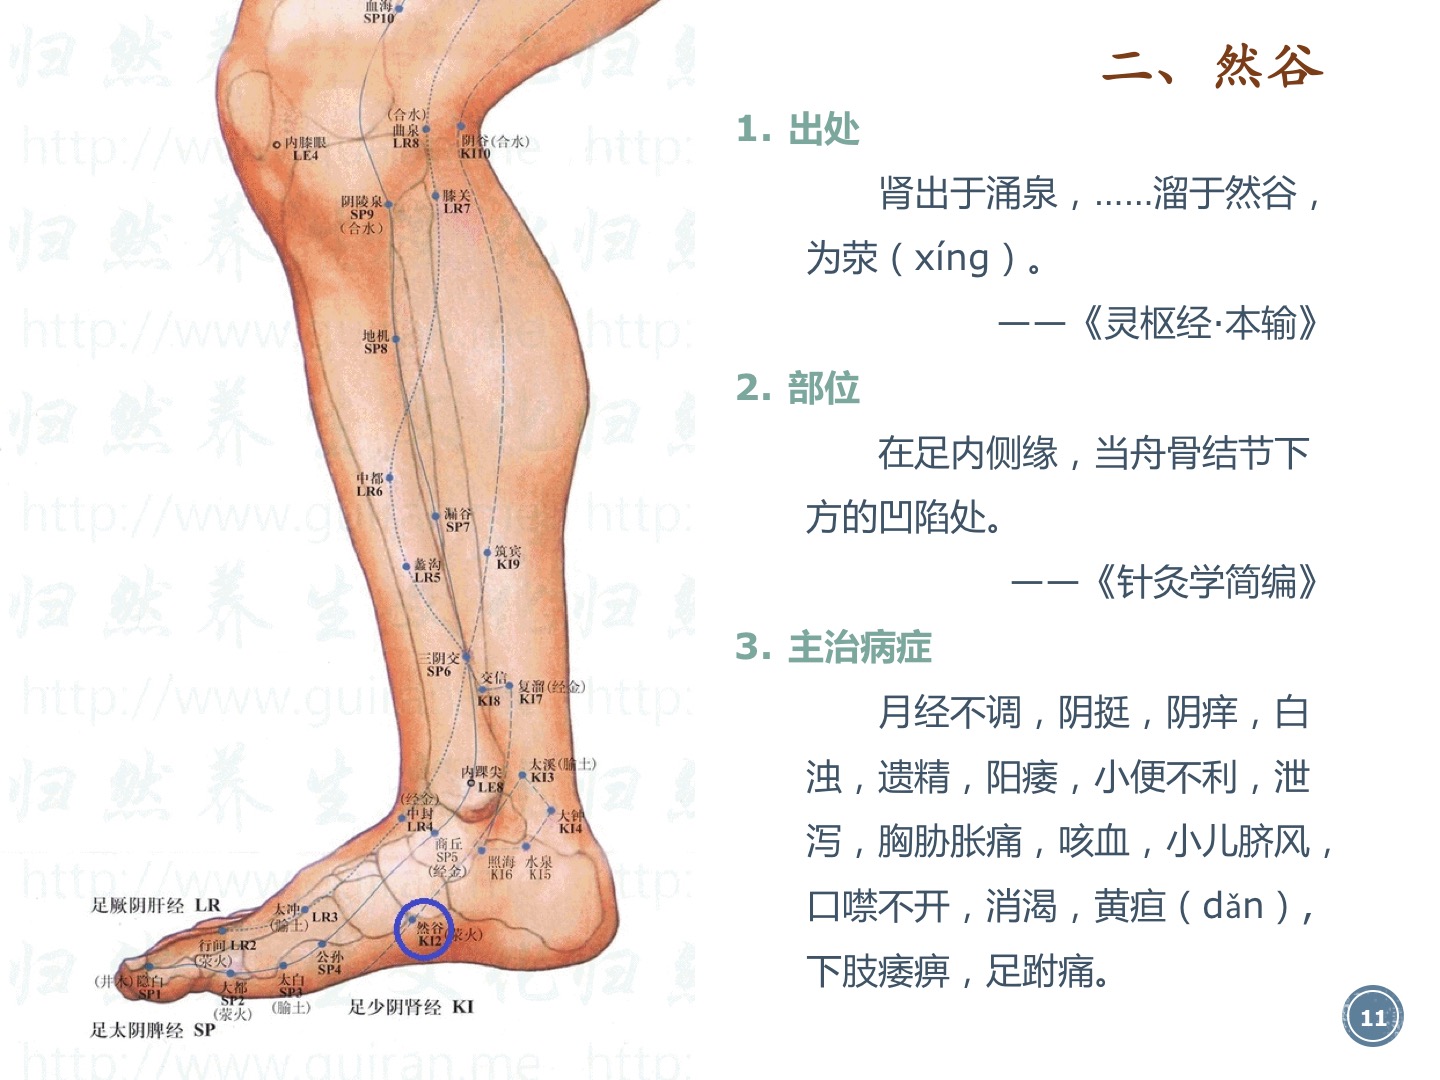 二、然谷
1. 出处
肾出于涌泉，……溜于然谷，
为荥（xíng）。
——《灵枢经·本输》
2. 部位
在足内侧缘，当舟骨结节下
方的凹陷处。
——《针灸学简编》
3. 主治病症
月经不调，阴挺，阴痒，白
浊，遗精，阳痿，小便不利，泄
泻，胸胁胀痛，咳血，小儿脐风，
口噤不开，消渴，黄疸（dǎn），
下肢痿痹，足跗痛。
11
血海
SP10
(合水)
曲泉
LR8
阴谷(合水)
KI10
内膝眼
LE4
膝关
LR7
阴陵泉
SP9
(合水)
地机
SP8
中都
LR6
漏谷
SP7
筑宾
KI9
蠡沟
LR5
三阴交
SP6
交信
KI8
复溜(经金)
KI7
太溪(腧土)
KI3
内踝尖
LE8
(经金)
中封
LR4
大钟
KI4
商丘
SP5
(经金)
照海
KI6
水泉
KI5
足厥阴肝经 LR
太冲
(腧土)
LR3
然谷
KI2
(荥火)
行间 LR2
(荥火)
公孙
SP4
(井木)隐白
SP1
大都
SP2
(荥火)
太白
SP3
(腧土)
足少阴肾经 KI
足太阴脾经 SP
归然养生文化
http://www.guiran.me